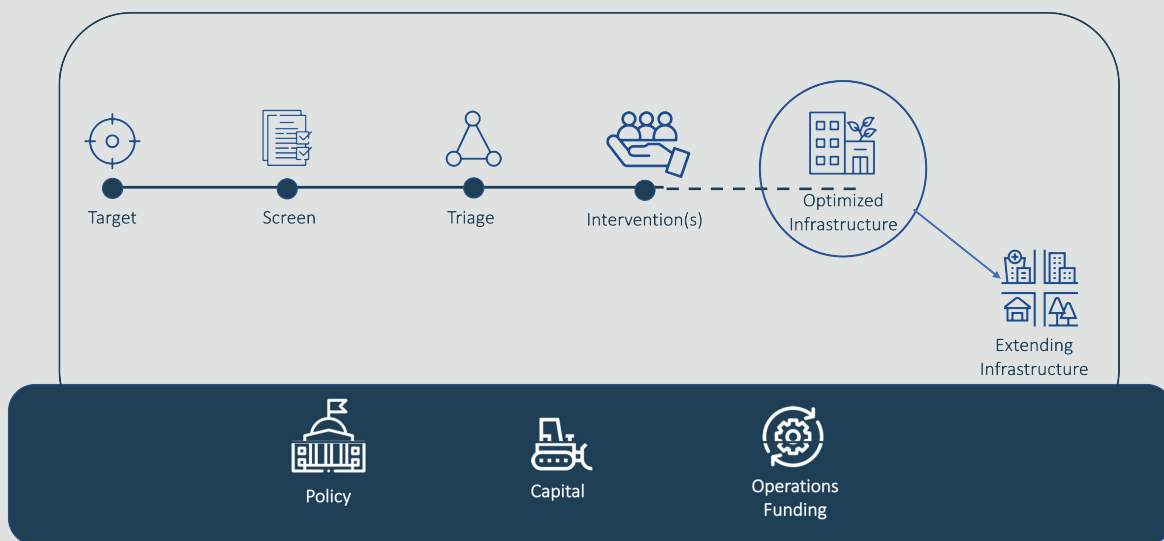 Target
Screen
Triage
Intervention(s)
Optimized
Infrastructure
Extending
Infrastructure
Policy
Capital
Operations
Funding